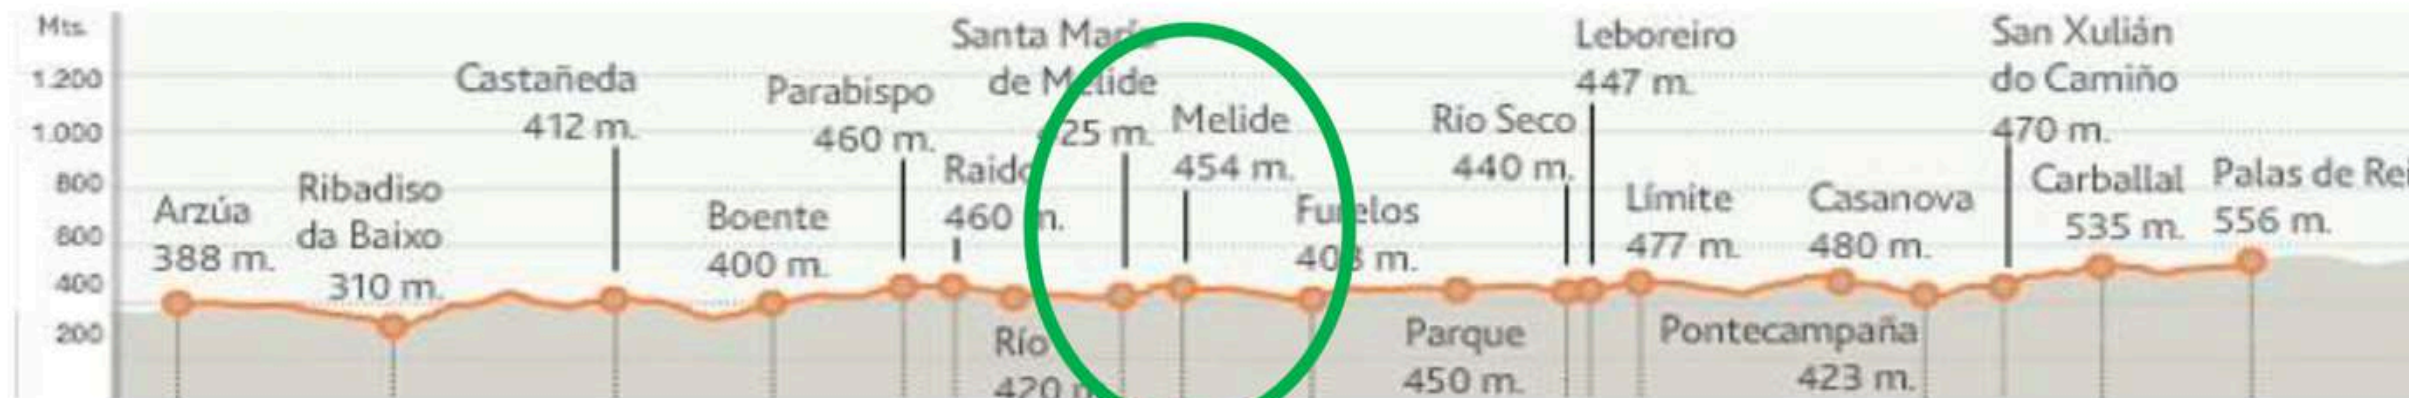 Mts.
1.200
1.000
800
600
400
200
Arzúa
388 m.
Ribadiso
da Baixo
310 m.
Castañeda
412 m.
Boente
400 m.
Parabispo
460 m.
Raido
460 m.
Río
420 m
Santa María
de Melide
425 m.
Melide
454 m.
Furelos
408 m.
Parque
450 m.
Río Seco
440 m.
Leboreiro
447 m.
Límite
477 m.
Casanova
480 m.
Pontecampaña
423 m.
San Xulián
do Camiño
470 m.
Carballal
535 m.
Palas de Rei
556 m.